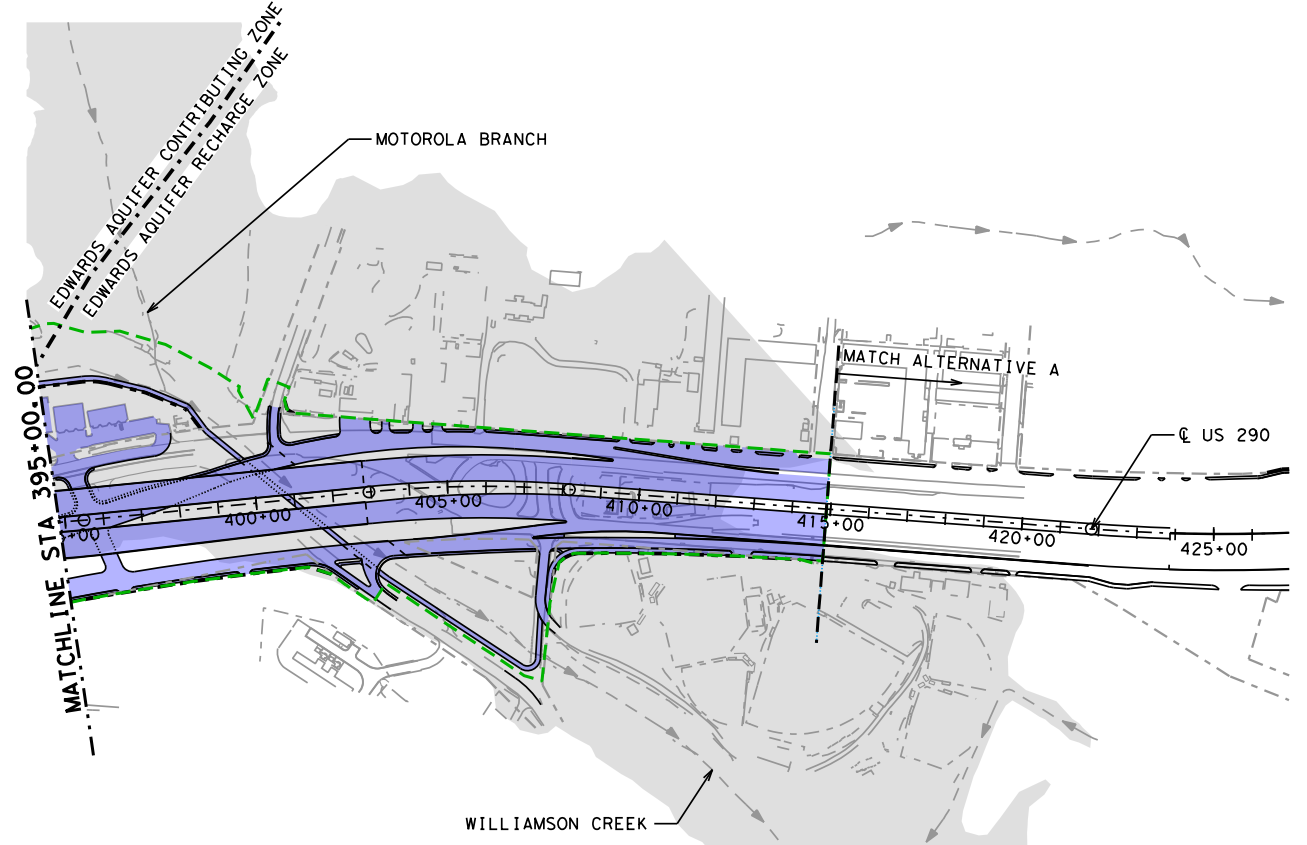 EDWARDS AQUIFER CONTRIBUTING ZONE
EDWARDS AQUIFER RECHARGE ZONE
MOTOROLA BRANCH
MATCH ALTERNATIVE A
℄ US 290
MATCHLINE STA 395+00.00
+00
400+00
405+00
410+00
415+00
420+00
425+00
WILLIAMSON CREEK